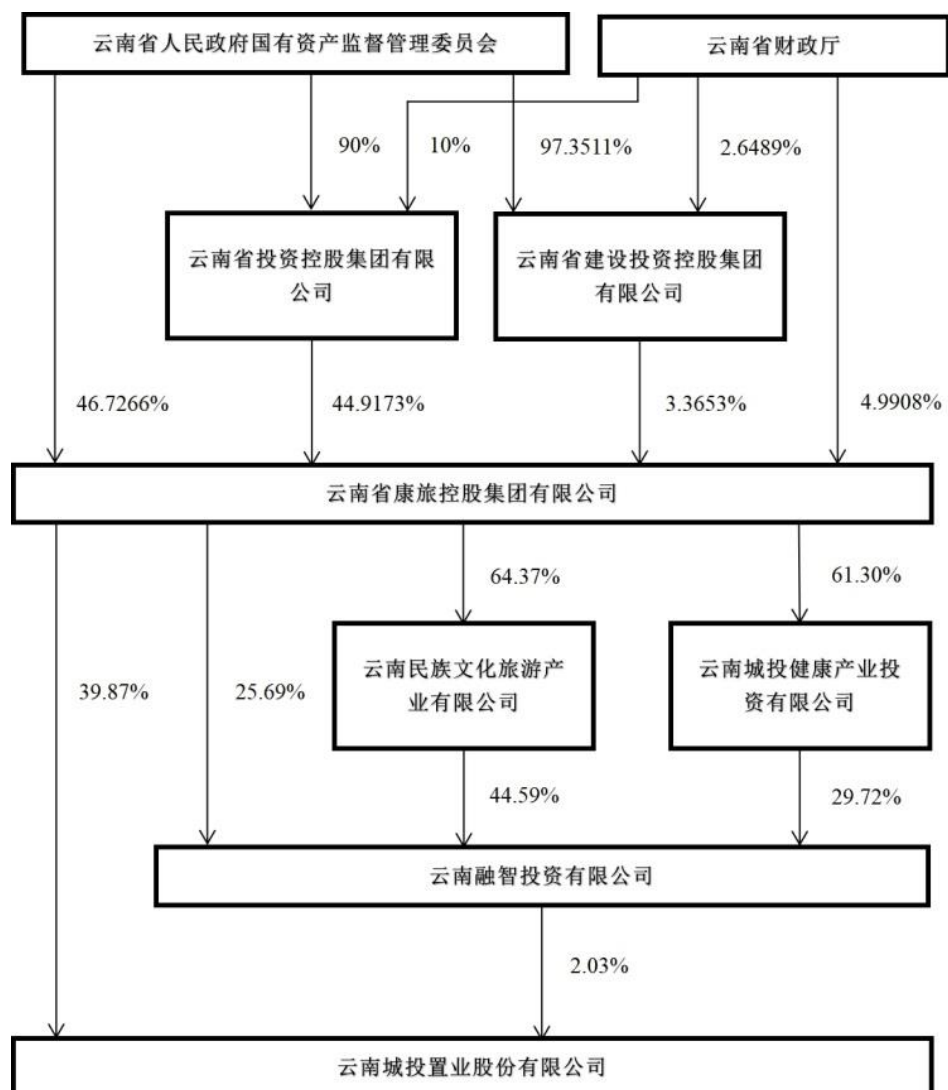 云南省人民政府国有资产监督管理委员会
云南省财政厅
90%
10%
97.3511%
2.6489%
云南省投资控股集团有限
公司
云南省建设投资控股集团
有限公司
46.7266%
44.9173%
3.3653%
4.9908%
云南省康旅控股集团有限公司
64.37%
61.30%
39.87%
25.69%
云南民族文化旅游产
业有限公司
云南城投健康产业投
资有限公司
44.59%
29.72%
云南融智投资有限公司
2.03%
云南城投置业股份有限公司